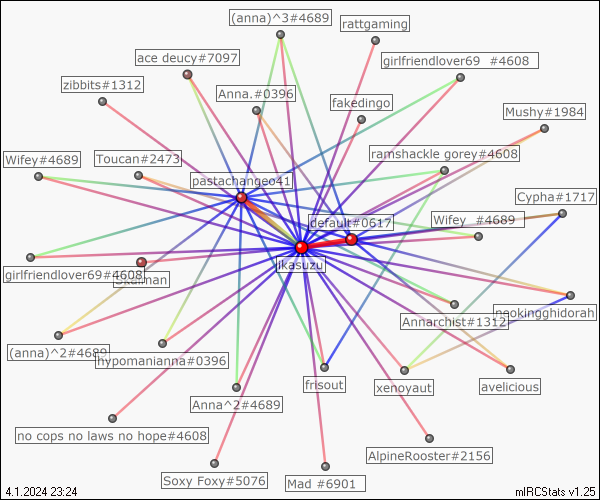 (anna)^3#4689
rattgaming
ace deucy#7097
girlfriendlover69 #4608
zibbits#1312
Anna.#0396
fakedingo
Mushy#1984
Wifey#4689
Toucan#2473
ramshackle gorey#4608
pastachangeo41
Cypha#1717
default#0617
Wifey #4689
ikasuzu
girlfriendlover69#4608
Skalman
nookingghidorah
Annarchist#1312
(anna)^2#4689
hypomanianna#0396
frisout
xenoyaut
avelicious
Anna^2#4689
no cops no laws no hope#4608
AlpineRooster#2156
Soxy Foxy#5076
Mad #6901
4.1.2024 23:24
mIRCStats v1.25